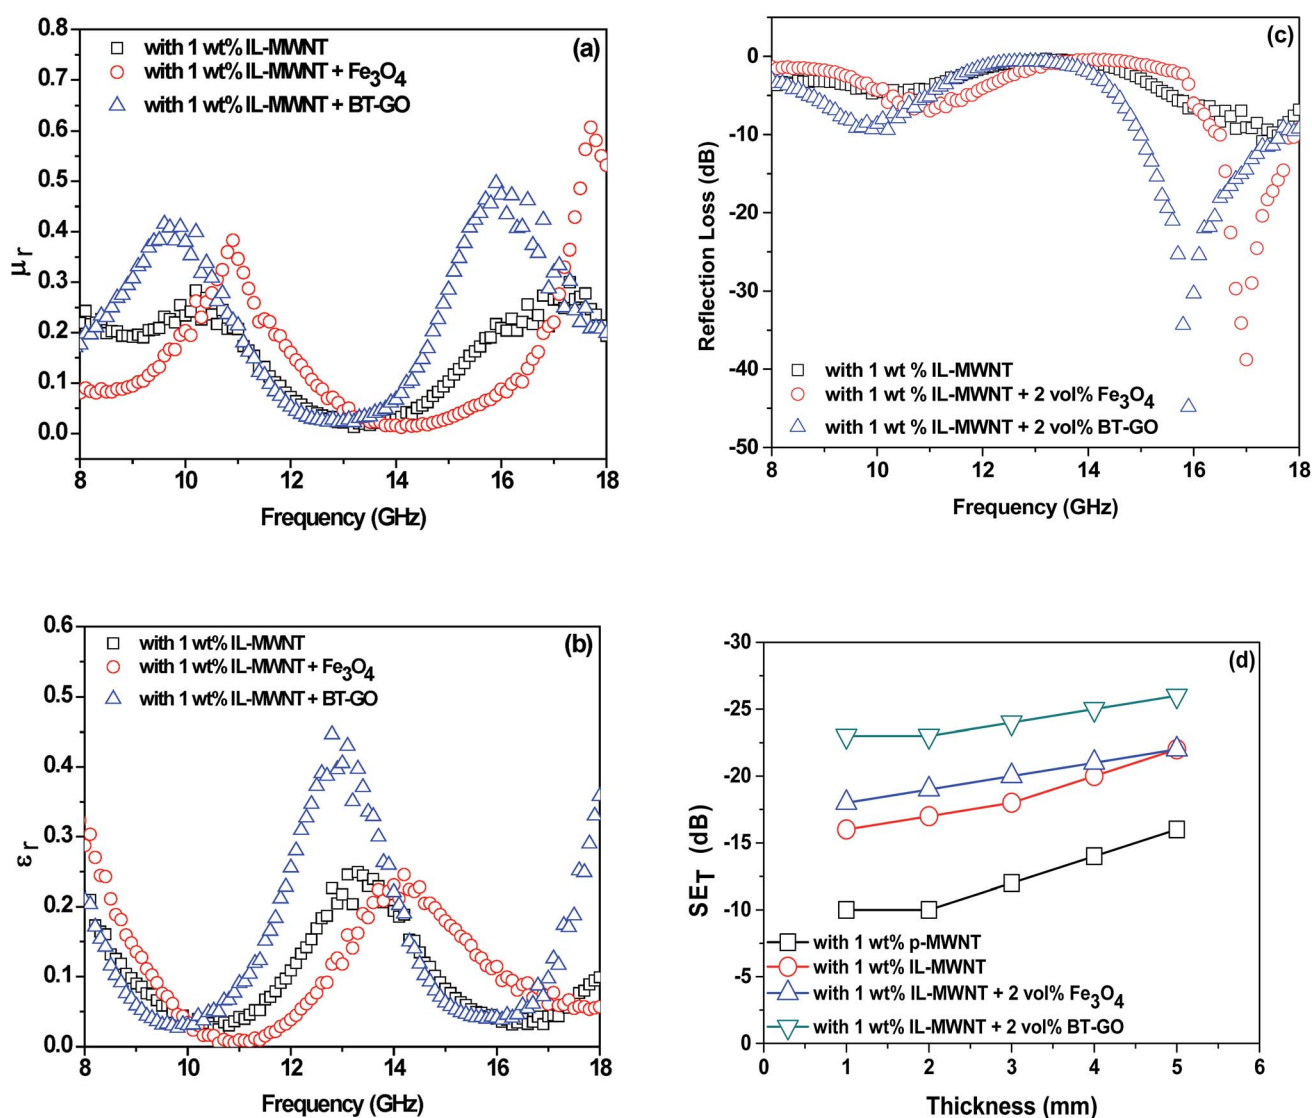 (a)
with 1 wt% IL-MWNT
with 1 wt% IL-MWNT + Fe3O4
with 1 wt% IL-MWNT + BT-GO
0.8
0.7
0.6
0.5
0.4
0.3
0.2
0.1
0.0
μr
8 10 12 14 16 18
Frequency (GHz)
(c)
0
-10
-20
-30
-40
-50
Reflection Loss (dB)
with 1 wt % IL-MWNT
with 1 wt % IL-MWNT + 2 vol% Fe3O4
with 1 wt % IL-MWNT + 2 vol% BT-GO
8 10 12 14 16 18
Frequency (GHz)
(b)
with 1 wt% IL-MWNT
with 1 wt% IL-MWNT + Fe3O4
with 1 wt% IL-MWNT + BT-GO
0.6
0.5
0.4
0.3
0.2
0.1
0.0
εr
8 10 12 14 16 18
Frequency (GHz)
(d)
-30
-25
-20
-15
-10
-5
0
SET (dB)
with 1 wt% p-MWNT
with 1 wt% IL-MWNT
with 1 wt% IL-MWNT + 2 vol% Fe3O4
with 1 wt% IL-MWNT + 2 vol% BT-GO
0 1 2 3 4 5 6
Thickness (mm)